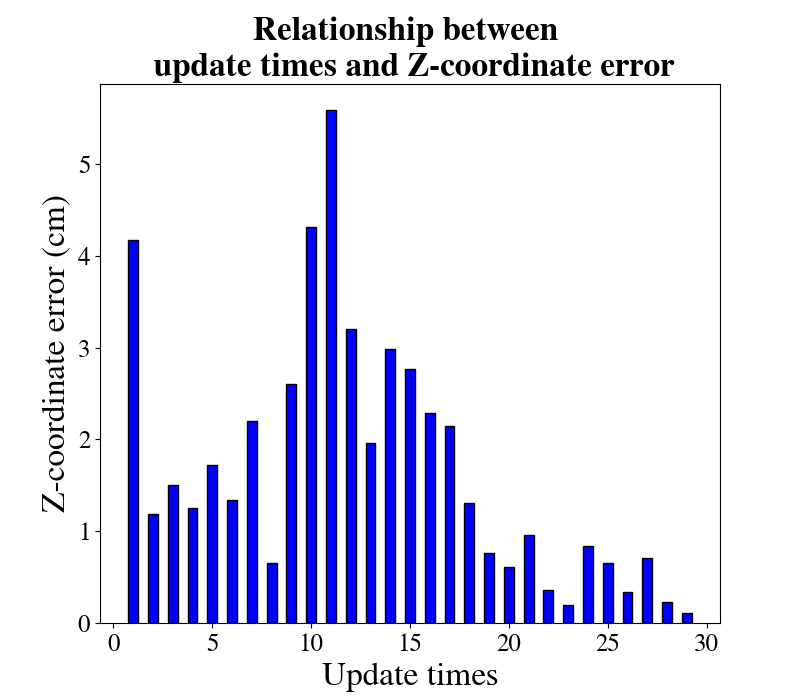 Relationship between
update times and Z-coordinate error
Z-coordinate error (cm)
5
4
3
2
1
0
0 5 10 15 20 25 30
Update times